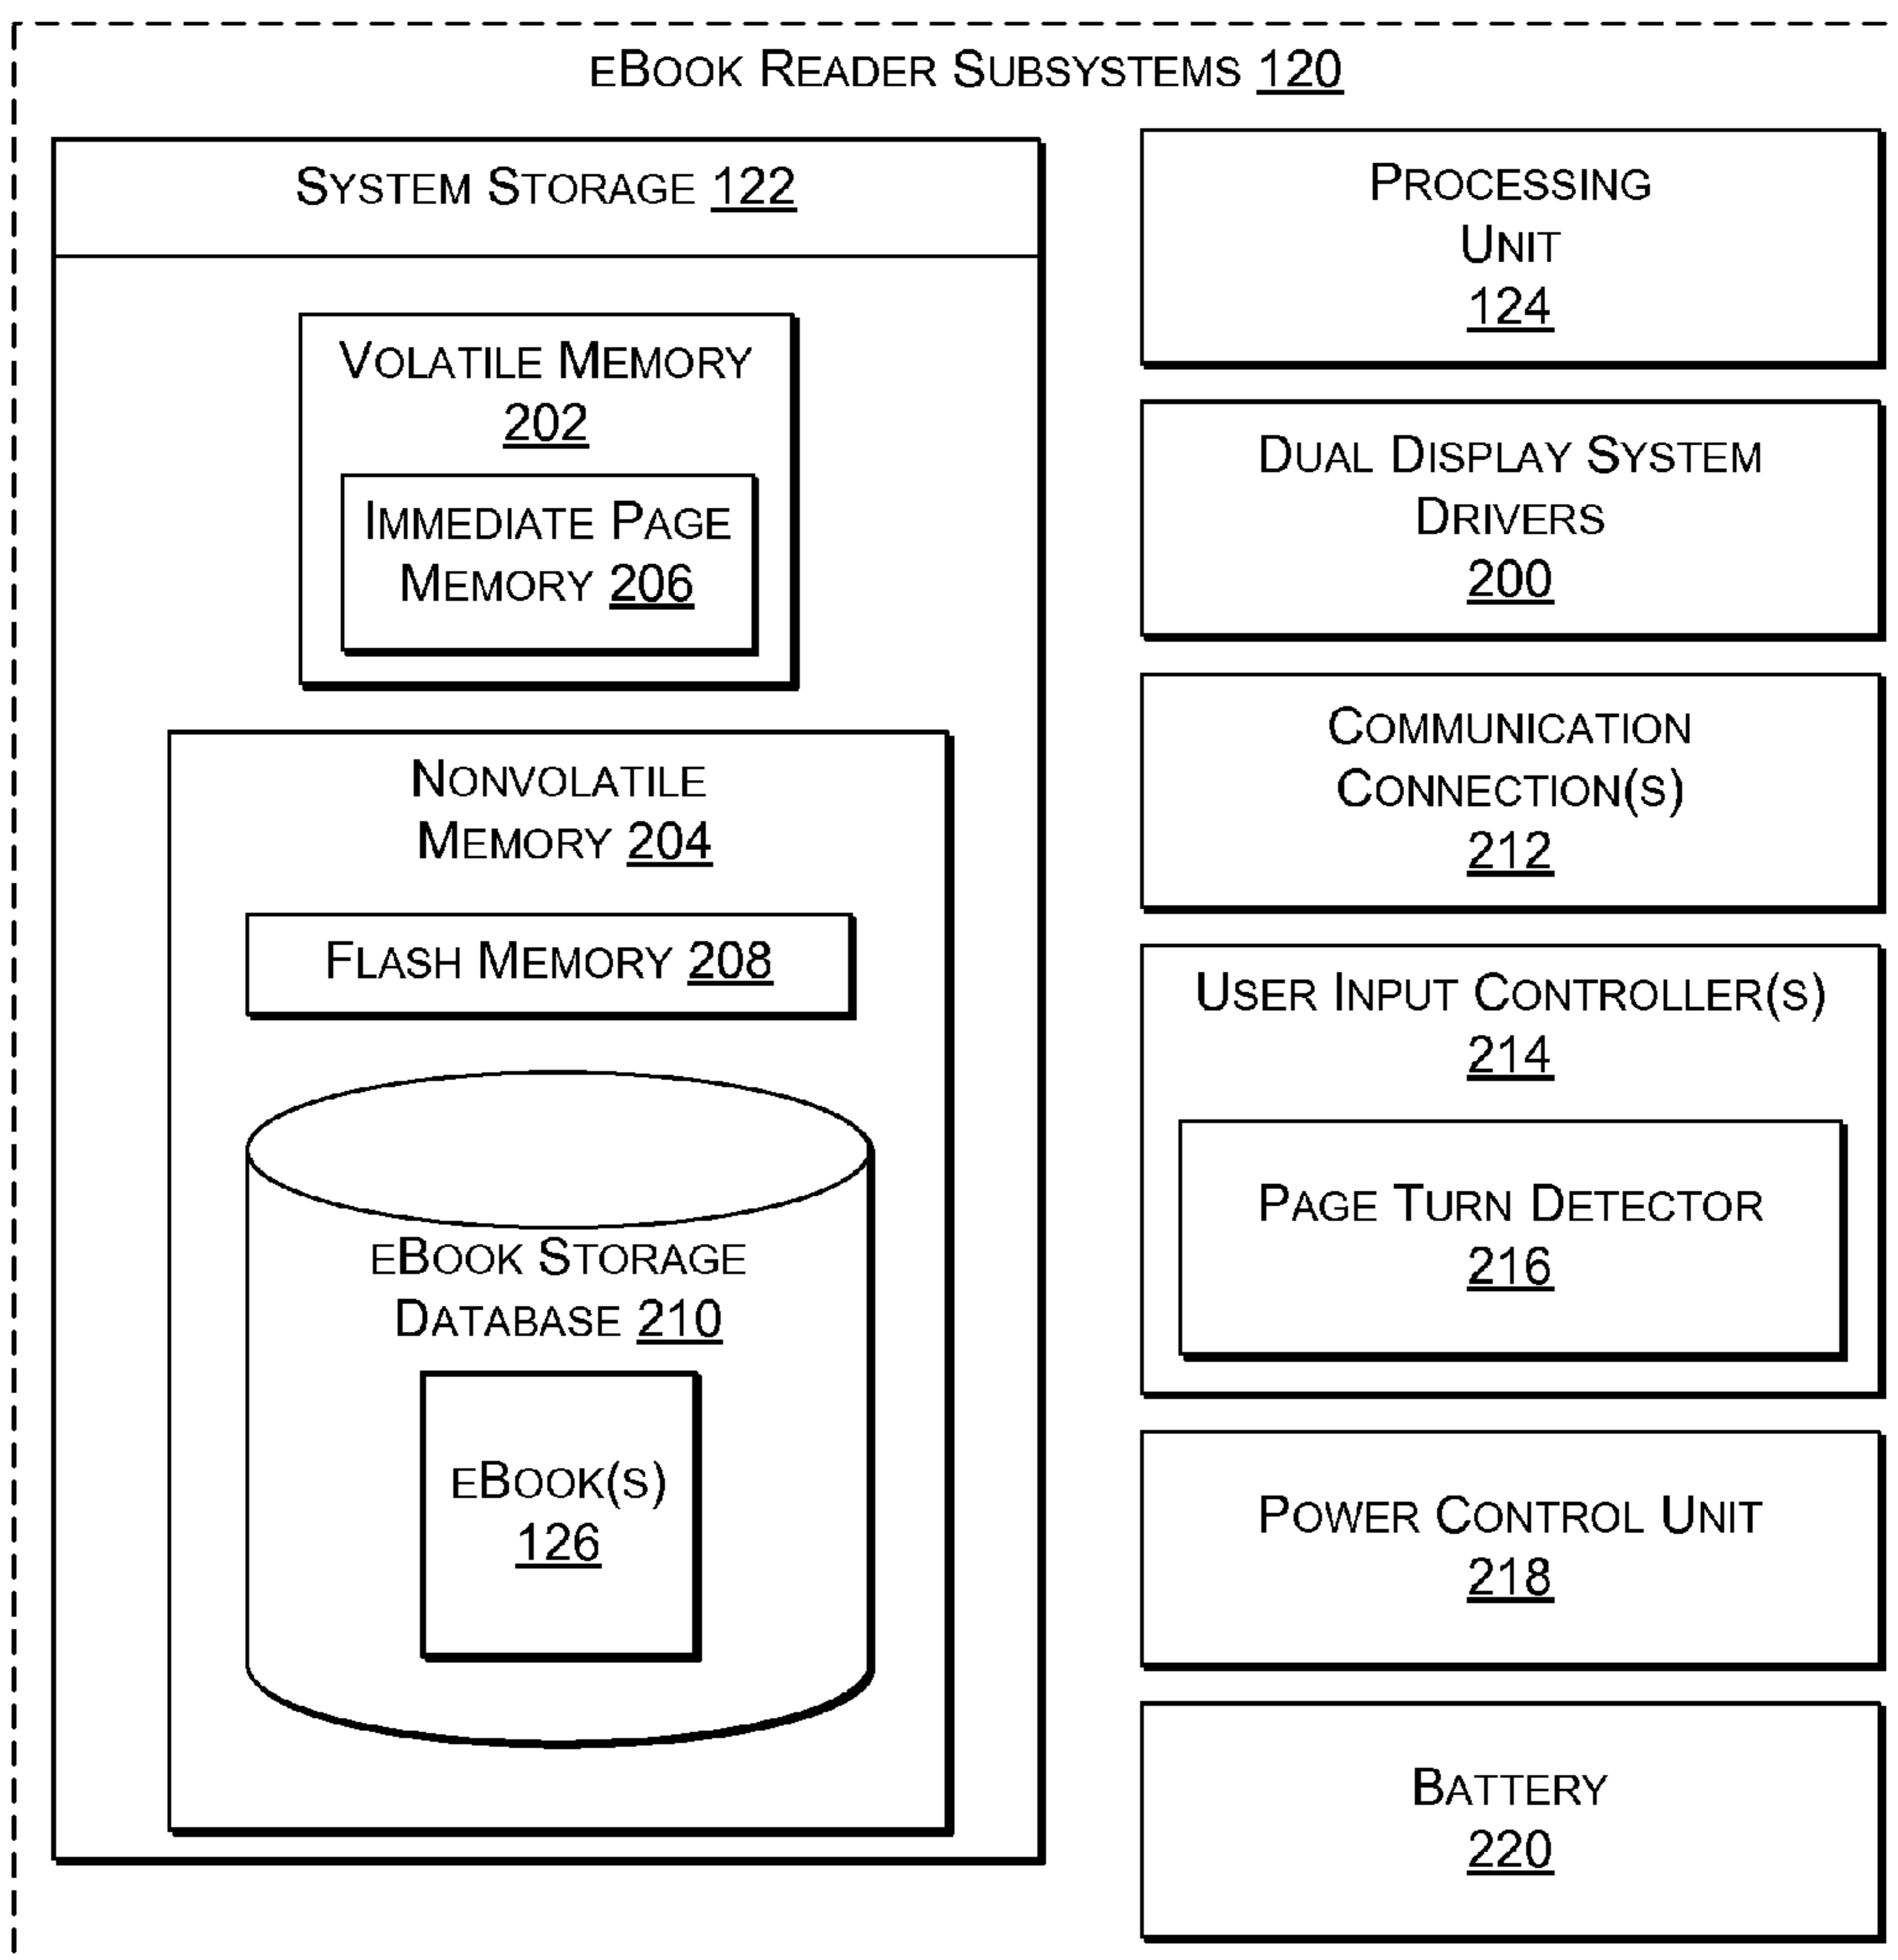 eBook Reader Subsystems 120
System Storage 122
Volatile Memory
202
Immediate Page
Memory 206
Nonvolatile
Memory 204
Flash Memory 208
eBook Storage
Database 210
eBook(s)
126
Processing
Unit
124
Dual Display System
Drivers
200
Communication
Connection(s)
212
User Input Controller(s)
214
Page Turn Detector
216
Power Control Unit
218
Battery
220